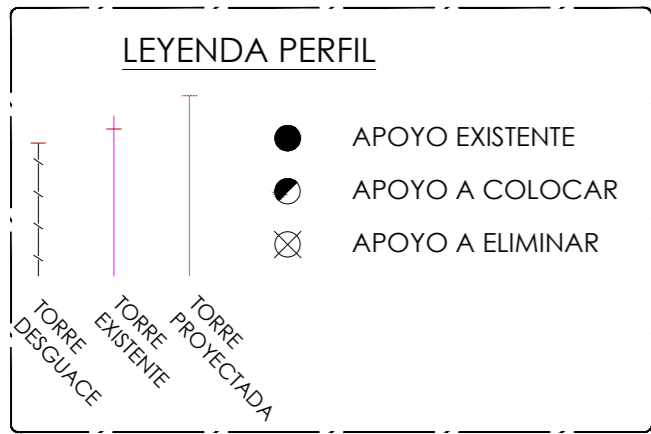 LEYENDA PERFIL
APOYO EXISTENTE
APOYO A COLOCAR
APOYO A ELIMINAR
TORRE
DESGUACE
TORRE
EXISTENTE
TORRE
PROYECTADA